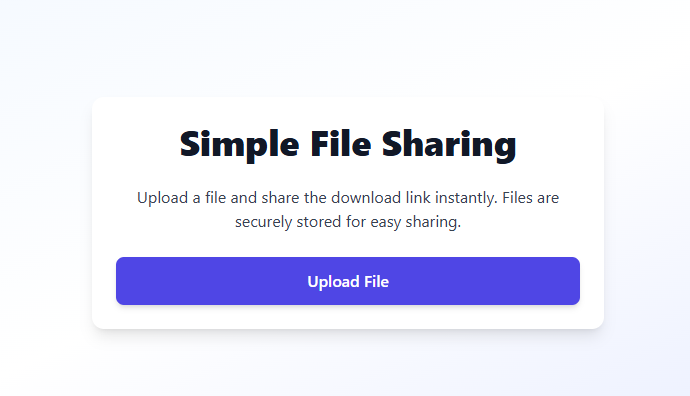 Simple File Sharing
Upload a file and share the download link instantly. Files are
securely stored for easy sharing.
Upload File